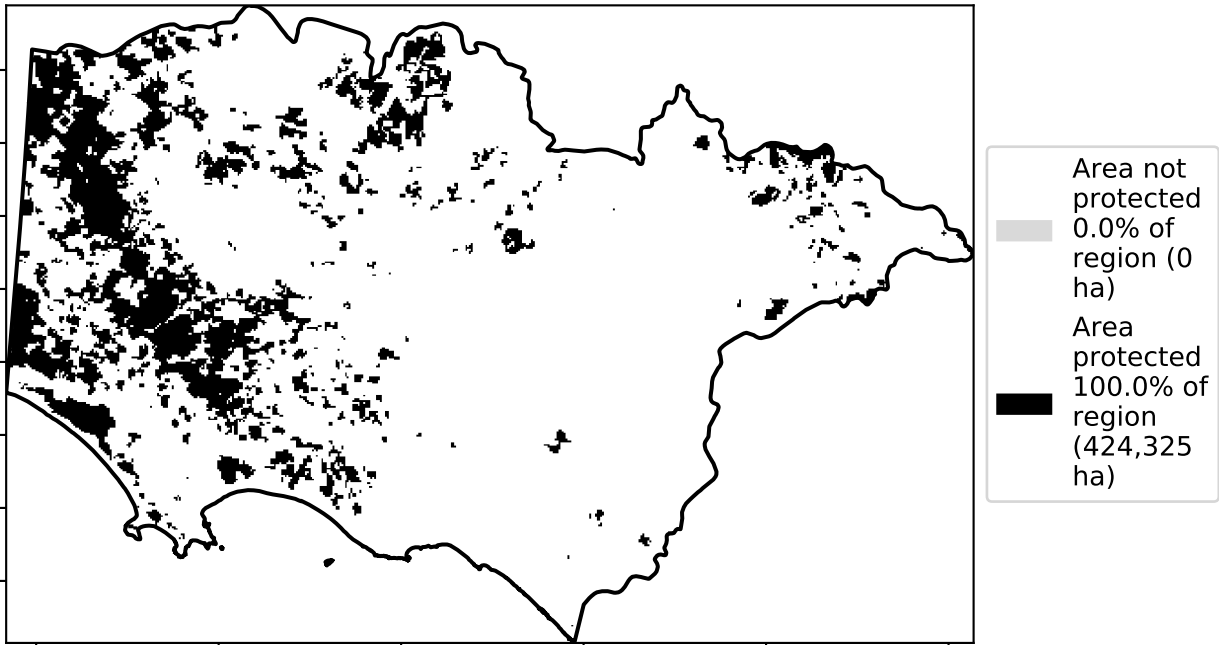 Area not
protected
0.0% of
region (0
ha)
Area
protected
100.0% of
region
(424,325
ha)